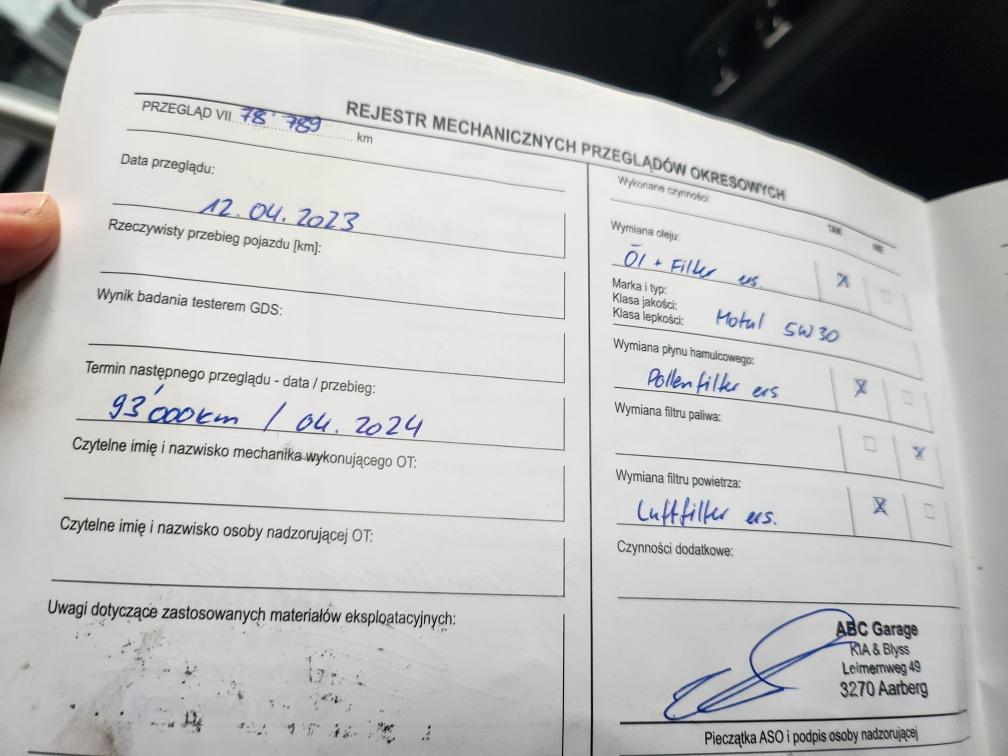 REJESTR MECHANICZNYCH PRZEGLĄDÓW OKRESOWYCH
PRZEGLĄD VII 78'789 km
Data przeglądu:
12.04.2023
Rzeczywisty przebieg pojazdu [km]:
Wynik badania testerem GDS:
Termin następnego przeglądu - data / przebieg:
93'000km / 04.2024
Czytelne imię i nazwisko mechanika wykonującego OT:
Czytelne imię i nazwisko osoby nadzorującej OT:
Uwagi dotyczące zastosowanych materiałów eksploatacyjnych:
Wykonane czynności:
TAK NIE
Wymiana oleju:
Öl + Filter ers.
Marka i typ:
Klasa jakości:
Klasa lepkości: Motul 5W30
Wymiana płynu hamulcowego:
Pollenfilter ers
Wymiana filtru paliwa:
Wymiana filtru powietrza:
Luftfilter ers.
Czynności dodatkowe:
ABC Garage
KIA & Blyss
Leimernweg 49
3270 Aarberg
Pieczątka ASO i podpis osoby nadzorującej